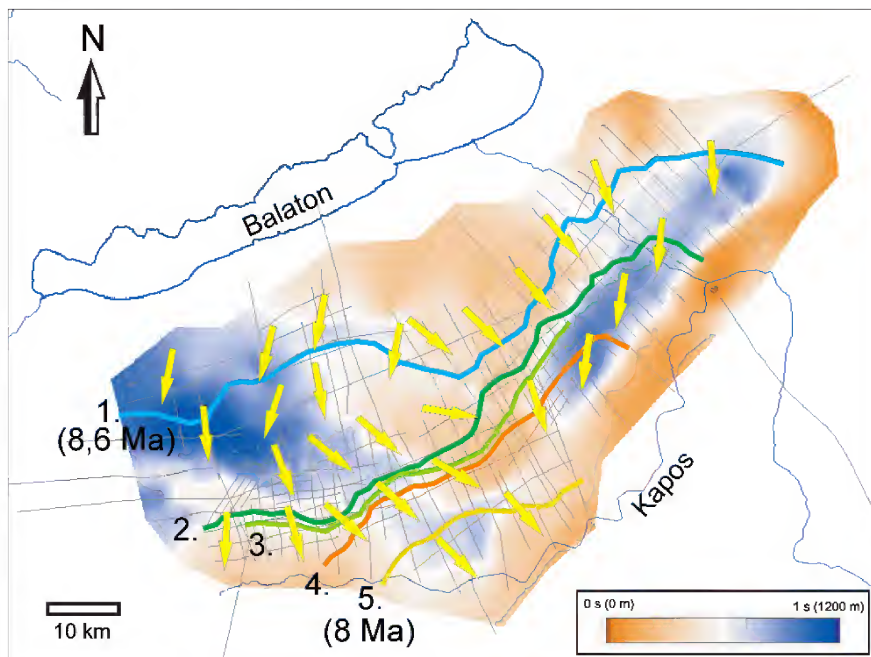 N
Balaton
1.
(8,6 Ma)
2.
3.
4.
5.
(8 Ma)
Kapos
10 km
0 s (0 m)
1 s (1200 m)